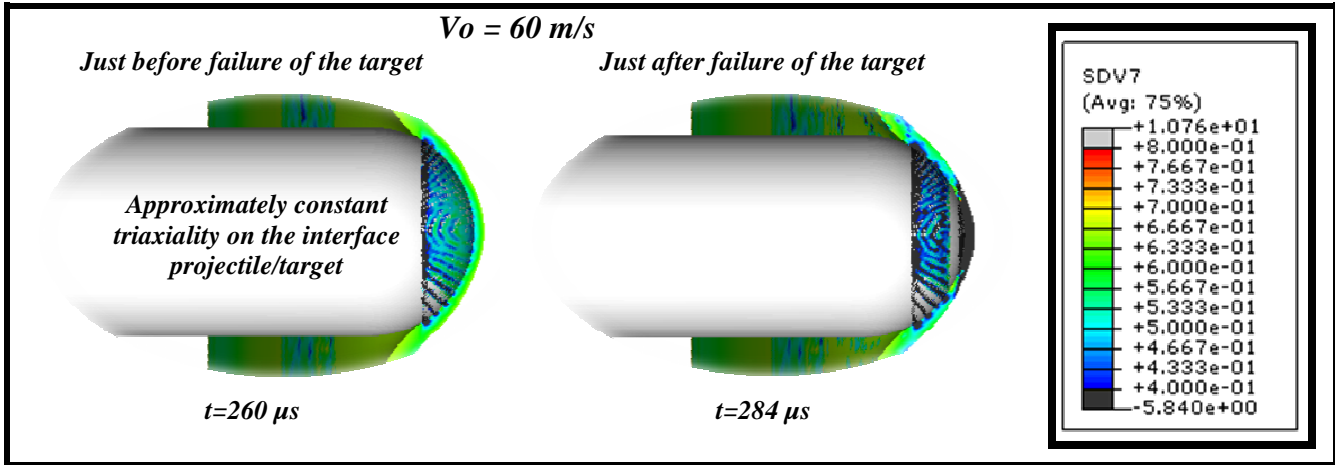 Vo = 60 m/s
Just before failure of the target
Just after failure of the target
Approximately constant
triaxiality on the interface
projectile/target
t=260 µs
t=284 µs
SDV7
(Avg: 75%)
+1.076e+01
+8.000e-01
+7.667e-01
+7.333e-01
+7.000e-01
+6.667e-01
+6.333e-01
+6.000e-01
+5.667e-01
+5.333e-01
+5.000e-01
+4.667e-01
+4.333e-01
+4.000e-01
-5.840e+00